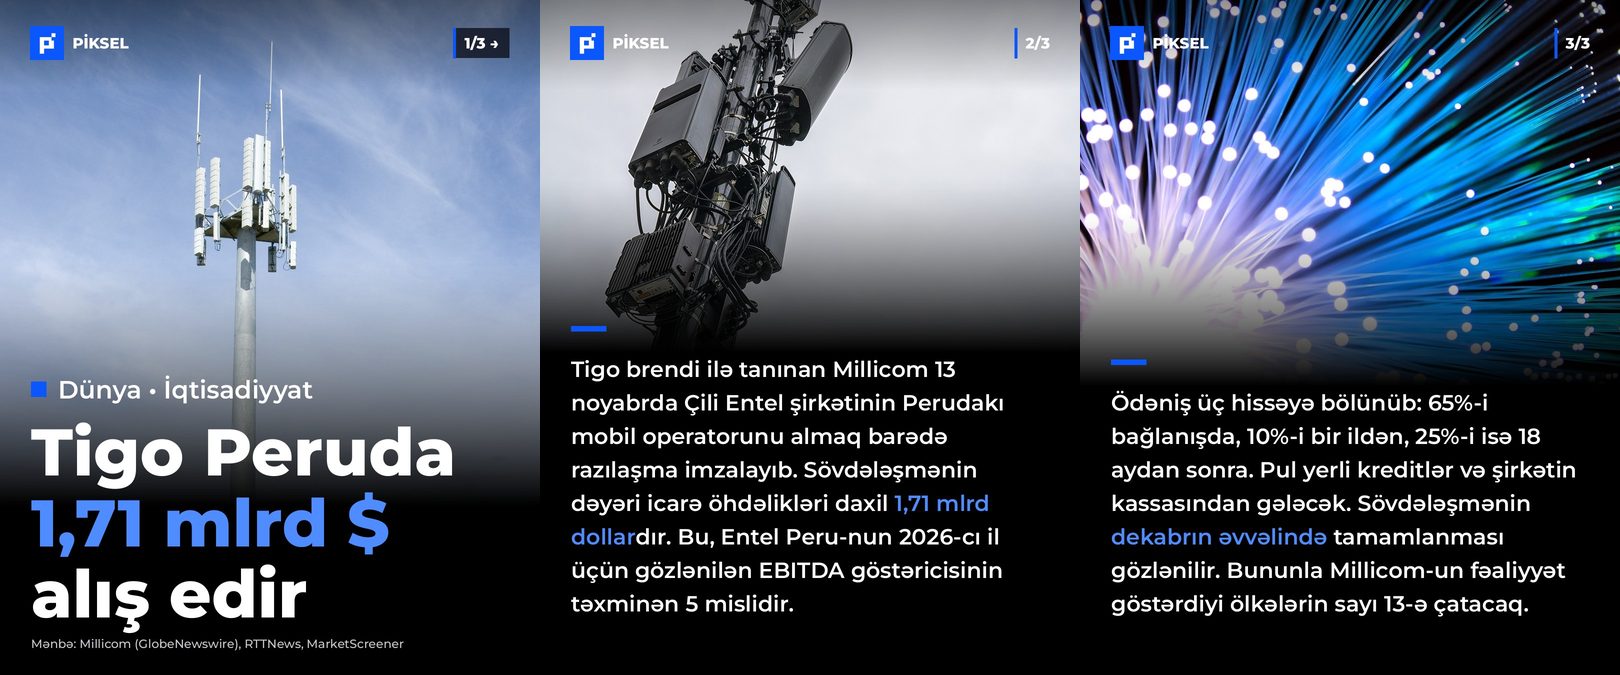 PİKSEL
1/3 →
Dünya • İqtisadiyyat
Tigo Peruda
1,71 mlrd $
alış edir
Mənbə: Millicom (GlobeNewswire), RTTNews, MarketScreener
PİKSEL
2/3
Tigo brendi ilə tanınan Millicom 13
noyabrda Çili Entel şirkətinin Perudakı
mobil operatorunu almaq barədə
razılaşma imzalayıb. Sövdələşmənin
dəyəri icarə öhdəlikləri daxil 1,71 mlrd
dollardır. Bu, Entel Peru-nun 2026-cı il
üçün gözlənilən EBITDA göstəricisinin
təxminən 5 mislidir.
PİKSEL
3/3
Ödəniş üç hissəyə bölünüb: 65%-i
bağlanışda, 10%-i bir ildən, 25%-i isə 18
aydan sonra. Pul yerli kreditlər və şirkətin
kassasından gələcək. Sövdələşmənin
dekabrın əvvəlində tamamlanması
gözlənilir. Bununla Millicom-un fəaliyyət
göstərdiyi ölkələrin sayı 13-ə çatacaq.